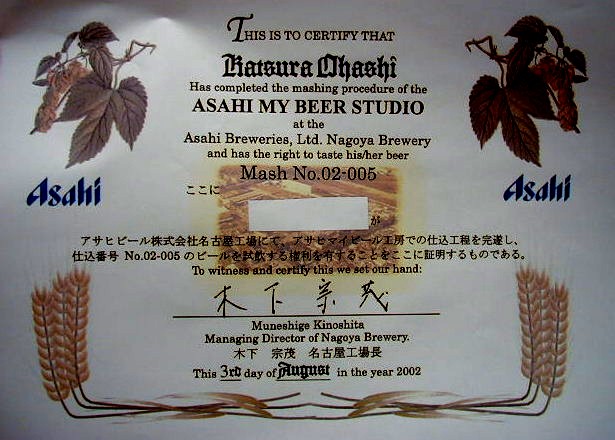 THIS IS TO CERTIFY THAT
Katsura Ohashi
Has completed the mashing procedure of the
ASAHI MY BEER STUDIO
at the
Asahi Breweries, Ltd. Nagoya Brewery
and has the right to taste his/her beer
Mash No.02-005
Asahi
Asahi
ここに
が
アサヒビール株式会社名古屋工場にて、アサヒマイビール工房での仕込工程を完遂し、
仕込番号 No.02-005 のビールを試飲する権利を有することをここに証明するものである。
To witness and certify this we set our hand:
木下宗茂
Muneshige Kinoshita
Managing Director of Nagoya Brewery.
木下 宗茂 名古屋工場長
This 3rd day of August in the year 2002